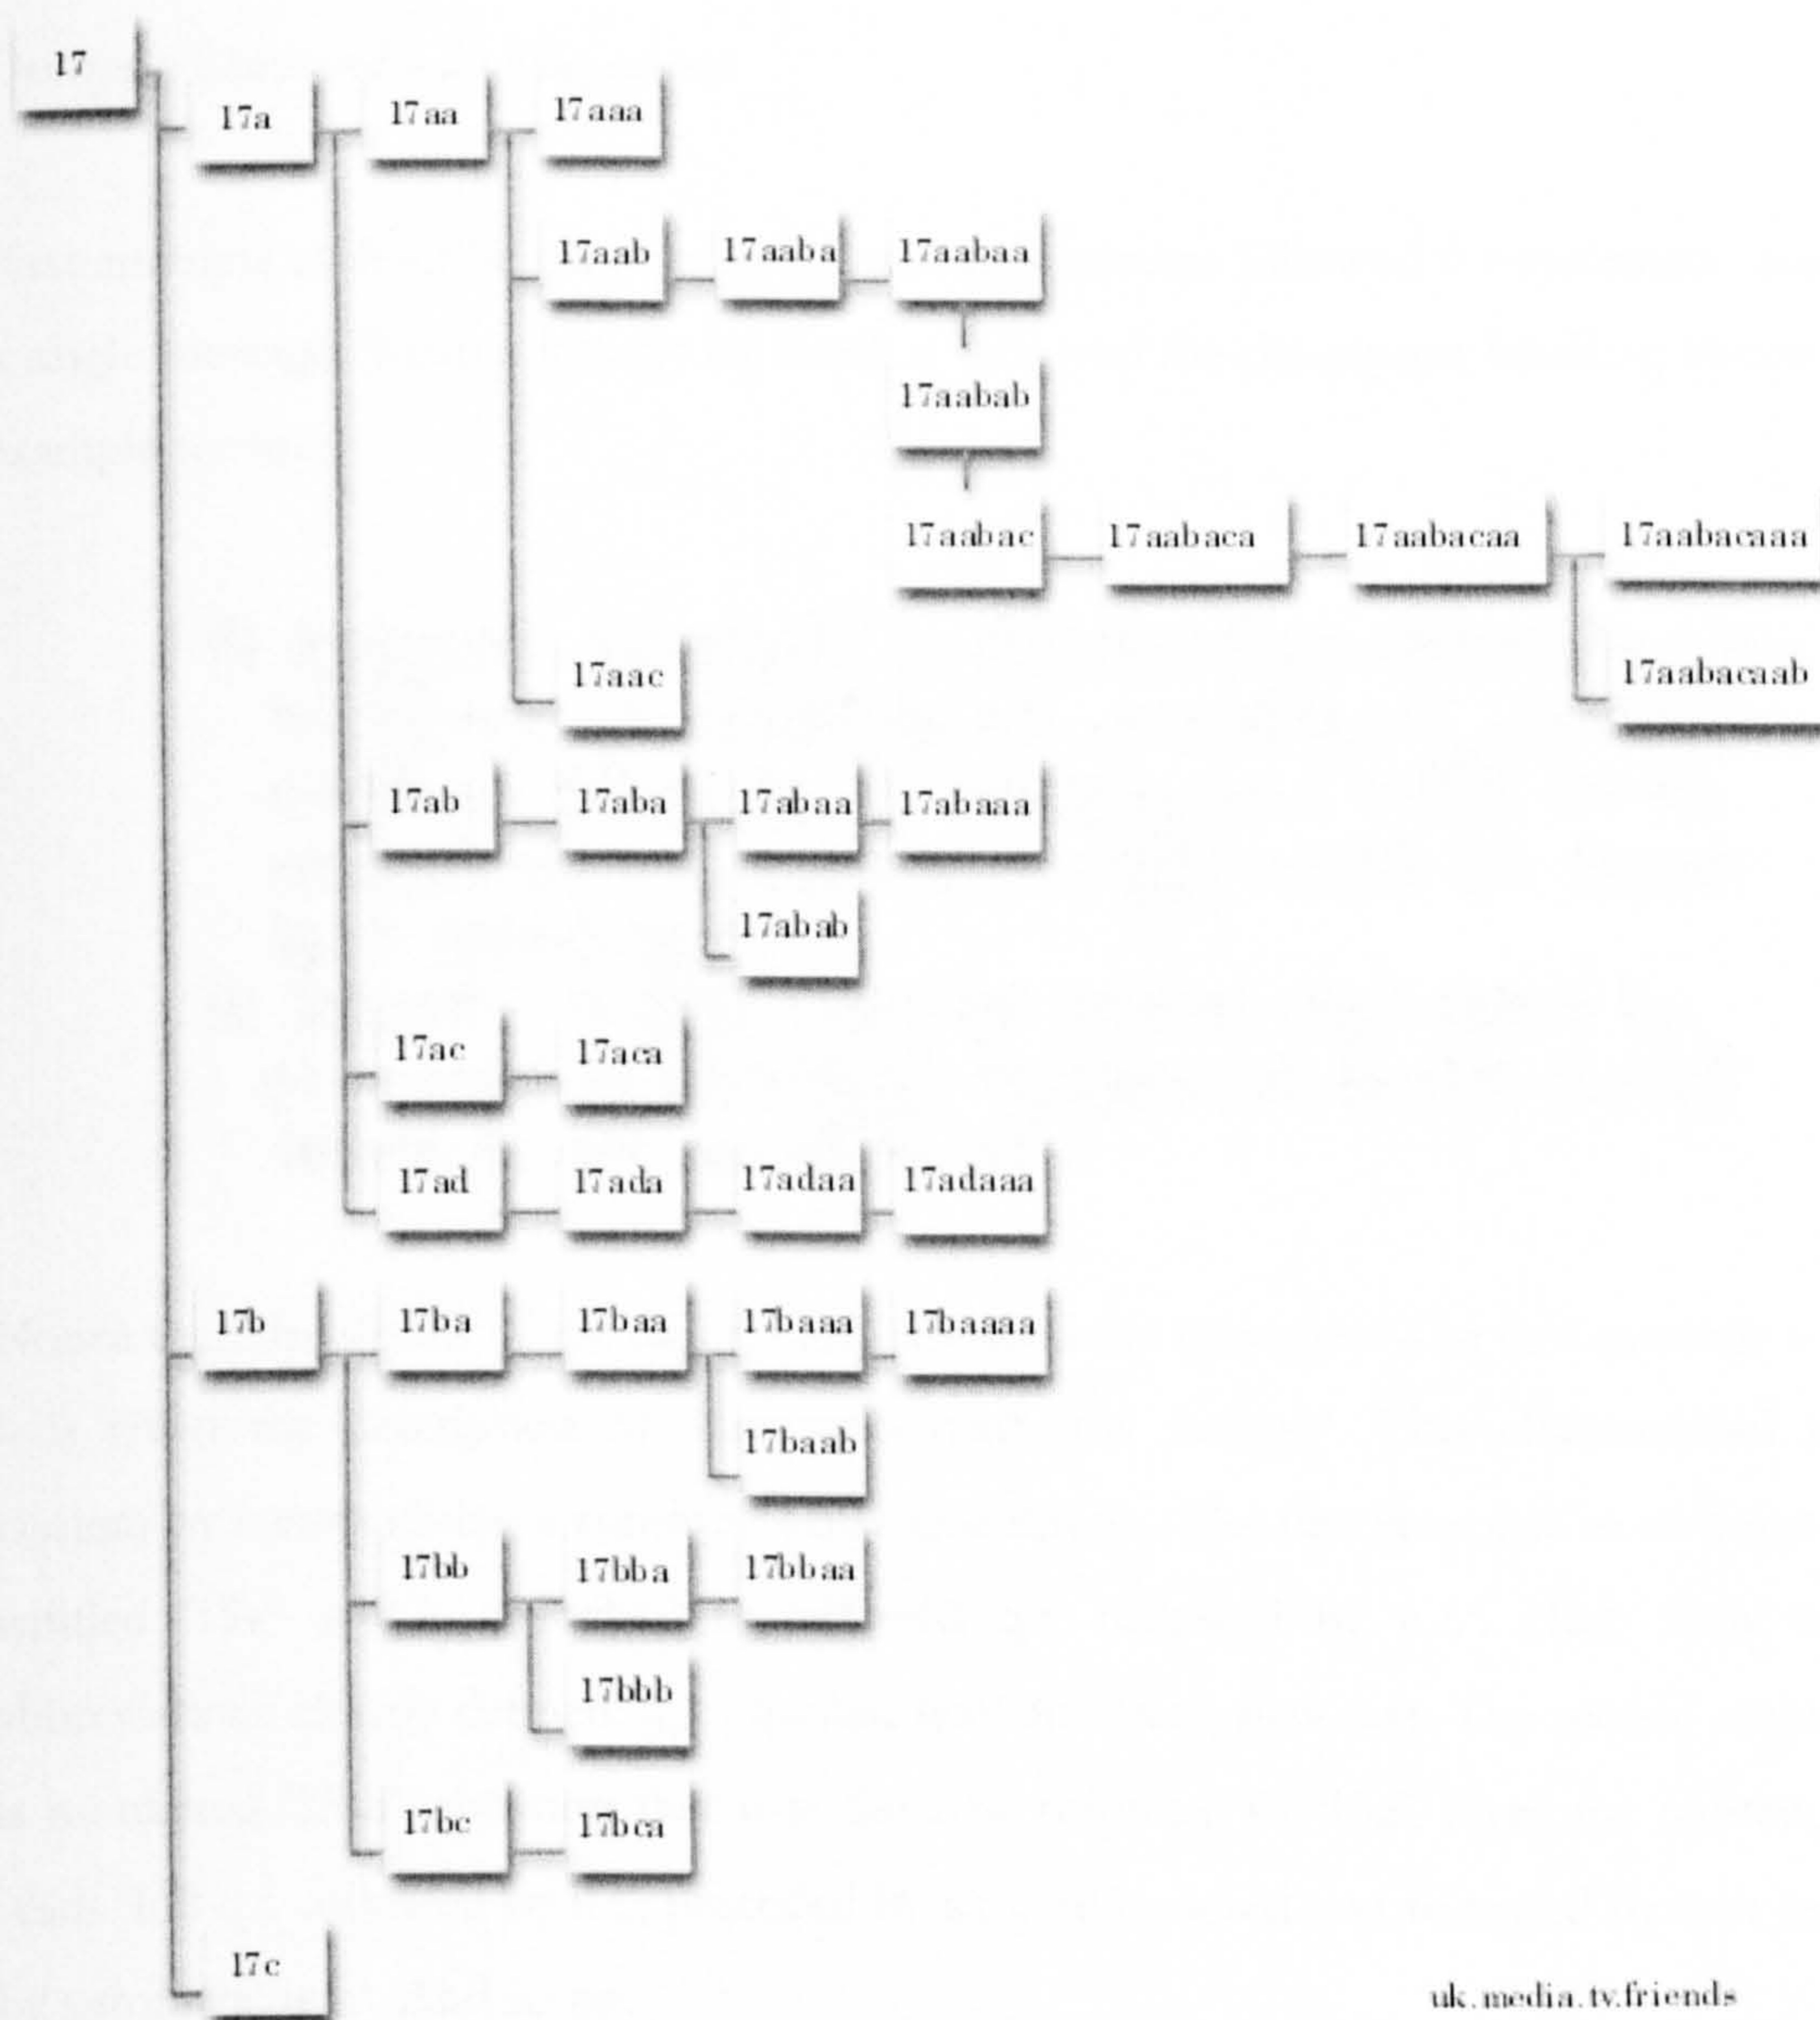 17
17a 17aa 17aaa
17aab 17aaba 17aabaa
17aabab
17aabac 17aabaca 17aabacaa 17aabacaaa
17aabacaab
17aac
17ab 17aba 17abaa 17abaaa
17abab
17ac 17aca
17ad 17ada 17adaa 17adaaa
17b 17ba 17baa 17baaa 17baaaa
17baab
17bb 17bba 17bbaa
17bbb
17bc 17bca
17c
uk.media.tv.friends